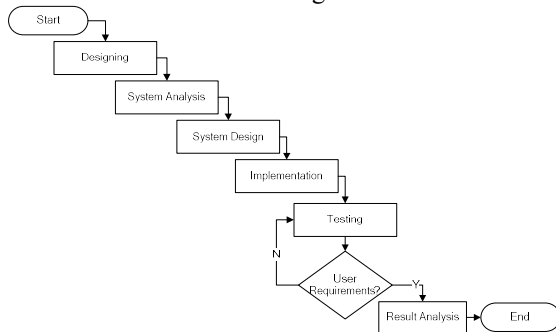 Start
Designing
System Analysis
System Design
Implementation
Testing
N
User
Requirements?
Y
Result Analysis
End